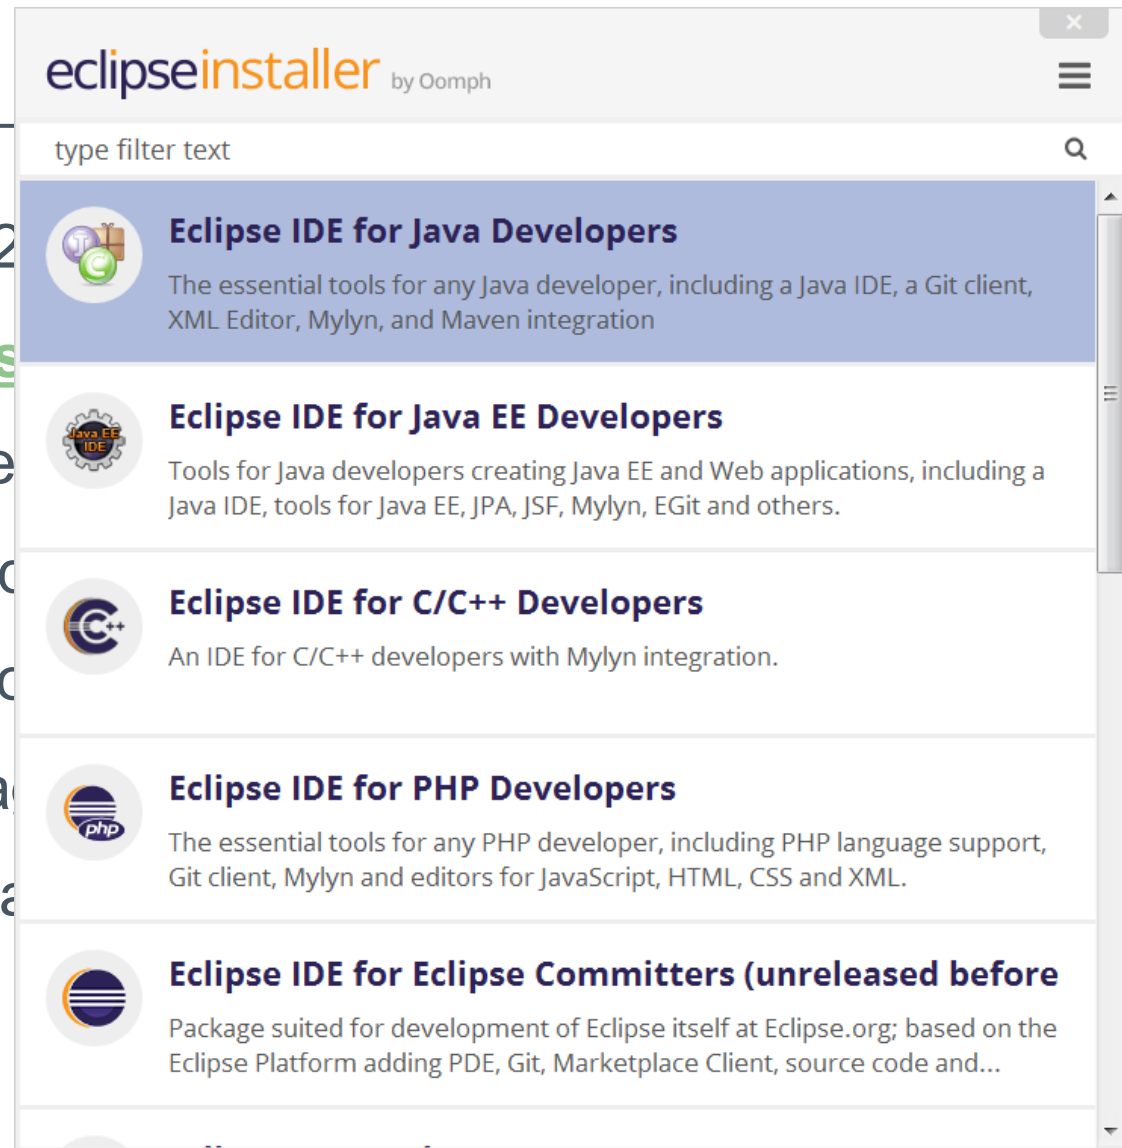 eclipseinstaller by Oomph
type filter text
Eclipse IDE for Java Developers
The essential tools for any Java developer, including a Java IDE, a Git client,
XML Editor, Mylyn, and Maven integration
Java EE
IDE
Eclipse IDE for Java EE Developers
Tools for Java developers creating Java EE and Web applications, including a
Java IDE, tools for Java EE, JPA, JSF, Mylyn, EGit and others.
C++
Eclipse IDE for C/C++ Developers
An IDE for C/C++ developers with Mylyn integration.
php
Eclipse IDE for PHP Developers
The essential tools for any PHP developer, including PHP language support,
Git client, Mylyn and editors for JavaScript, HTML, CSS and XML.
Eclipse IDE for Eclipse Committers (unreleased before
Package suited for development of Eclipse itself at Eclipse.org; based on the
Eclipse Platform adding PDE, Git, Marketplace Client, source code and...